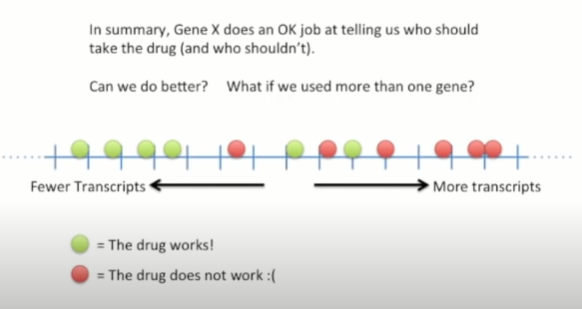 In summary, Gene X does an OK job at telling us who should
take the drug (and who shouldn't).
Can we do better? What if we used more than one gene?
Fewer Transcripts
More transcripts
= The drug works!
= The drug does not work :(